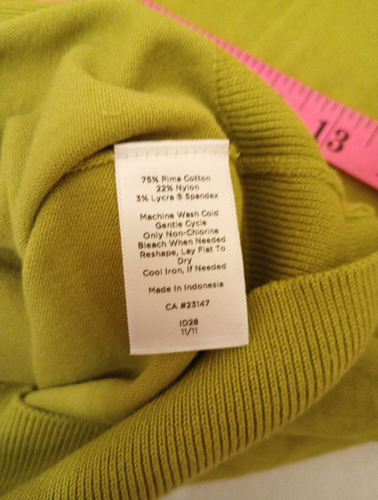 75% Pima Cotton
22% Nylon
3% Lycra ® Spandex
Machine Wash Cold
Gentle Cycle
Only Non-Chlorine
Bleach When Needed
Reshape, Lay Flat To
Dry
Cool Iron, If Needed
Made In Indonesia
CA #23147
ID28
11/11
13